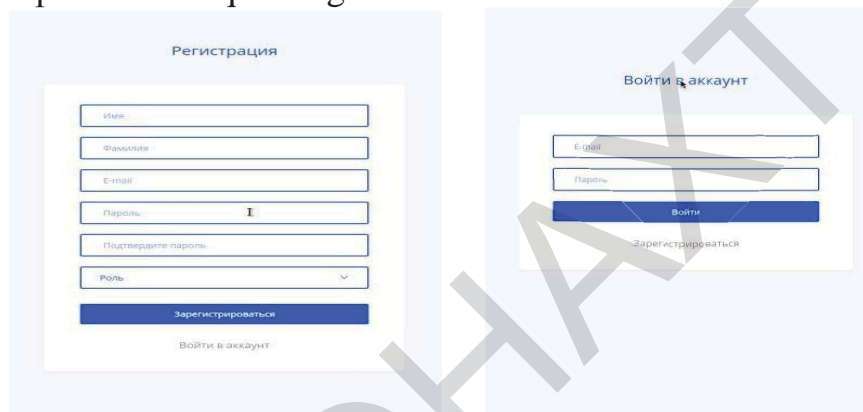 Регистрация
Имя
Фамилия
E-mail
Пароль
Подтвердите пароль
Роль
Зарегистрироваться
Войти в аккаунт
Войти в аккаунт
E-mail
Пароль
Войти
Зарегистрироваться